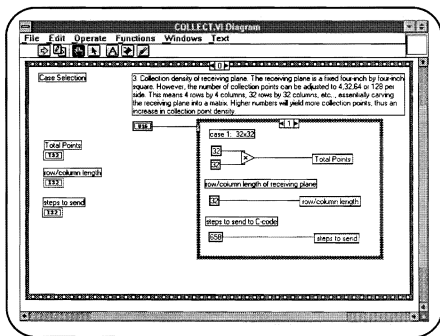 COLLECT.VI Diagram
File Edit Operate Functions Windows Text
0
Case Selection
3. Collection density of receiving plane. The receiving plane is a fixed four-inch by four-inch
square. However, the number of collection points can be adjusted to 4,32,64 or 128 per
side. This means 4 rows by 4 columns, 32 rows by 32 columns, etc., essentially carving
the receiving plane into a matrix. Higher numbers will yield more collection points, thus an
increase in collection point density.
1
case 1: 32x32
Total Points
I32
32
x
32
Total Points
row/column length
I32
row/column length of receiving plane
32
row/column length
steps to send
I32
steps to send to C-code
650
steps to send